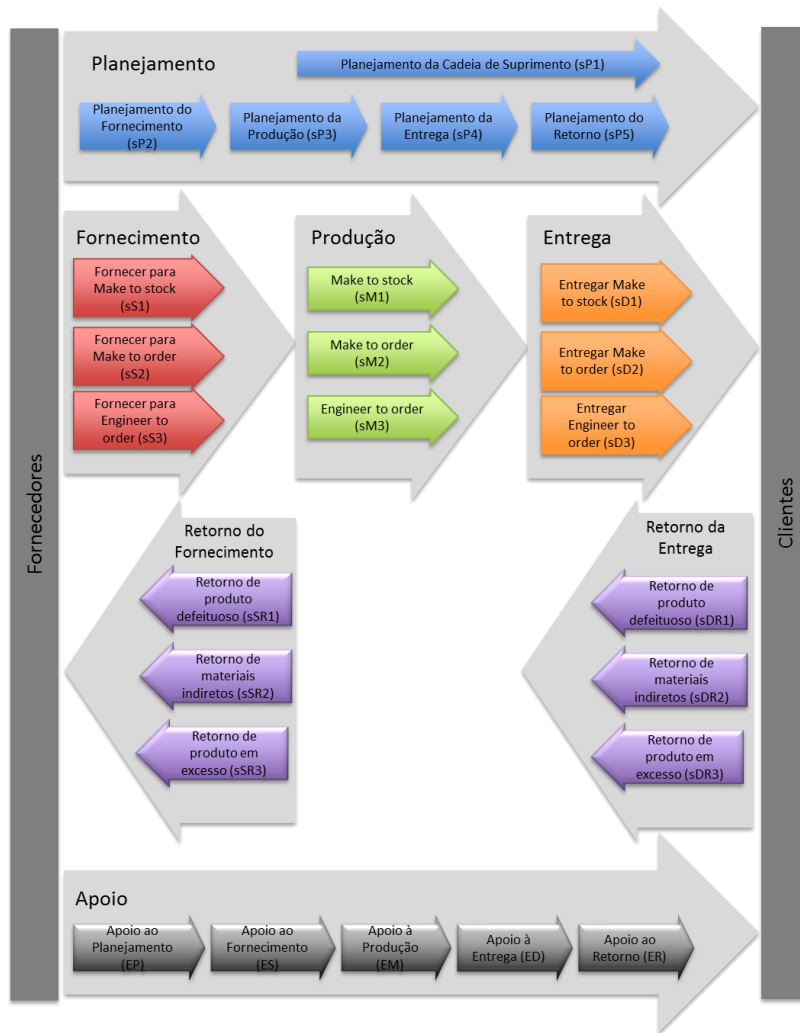 Fornecedores
Planejamento
Planejamento da Cadeia de Suprimento (sP1)
Planejamento do
Fornecimento
(sP2)
Planejamento da
Produção (sP3)
Planejamento da
Entrega (sP4)
Planejamento do
Retorno (sP5)
Fornecimento
Fornecer para
Make to stock
(sS1)
Fornecer para
Make to order
(sS2)
Fornecer para
Engineer to
order (sS3)
Produção
Make to stock
(sM1)
Make to order
(sM2)
Engineer to order
(sM3)
Entrega
Entregar Make
to stock (sD1)
Entregar Make
to order (sD2)
Entregar
Engineer to
order (sD3)
Retorno do
Fornecimento
Retorno de
produto
defeituoso (sSR1)
Retorno de
materiais
indiretos (sSR2)
Retorno de
produto em
excesso (sSR3)
Retorno da
Entrega
Retorno de
produto
defeituoso (sDR1)
Retorno de
materiais
indiretos (sDR2)
Retorno de
produto em
excesso (sDR3)
Apoio
Apoio ao
Planejamento
(EP)
Apoio ao
Fornecimento
(ES)
Apoio à
Produção
(EM)
Apoio à
Entrega (ED)
Apoio ao
Retorno (ER)
Clientes